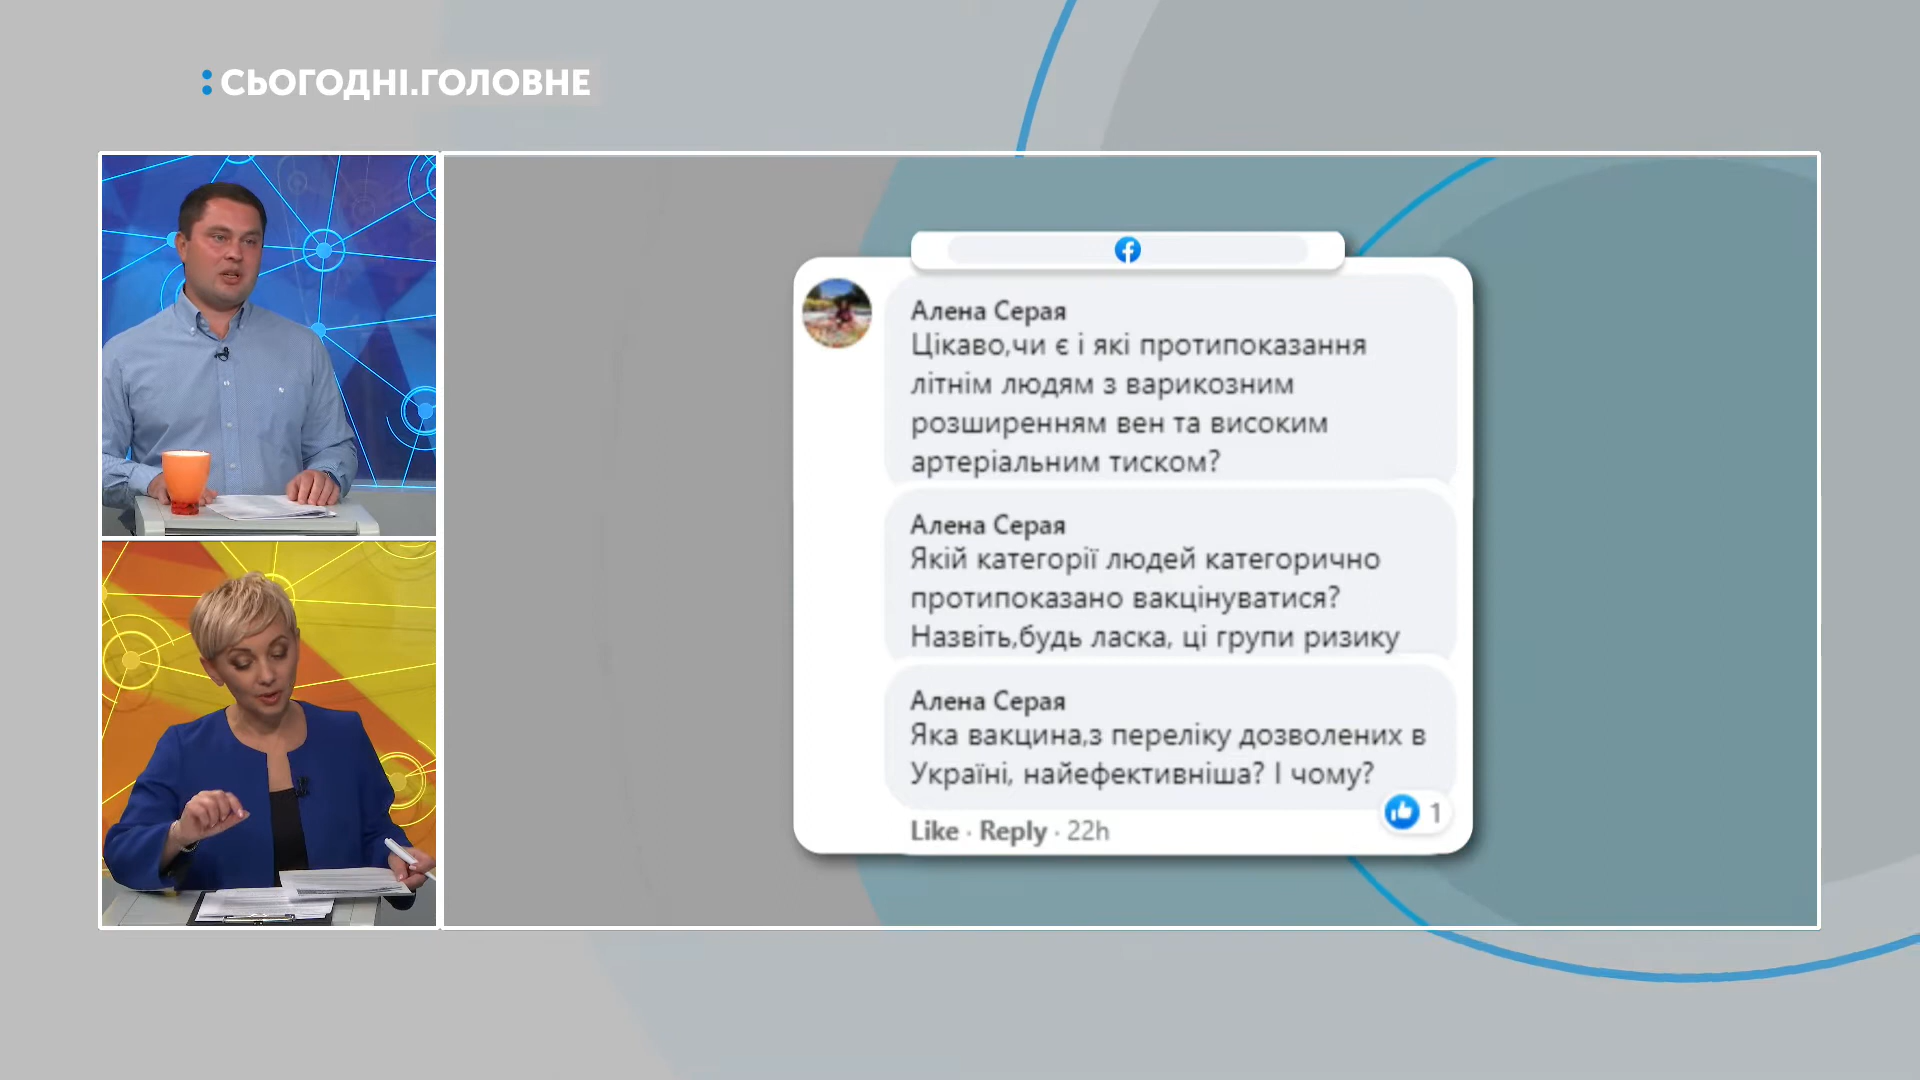 :СЬОГОДНІ.ГОЛОВНЕ
Алена Серая
Цікаво,чи є і які протипоказання
літнім людям з варикозним
розширенням вен та високим
артеріальним тиском?
Алена Серая
Якій категорії людей категорично
протипоказано вакцінуватися?
Назвіть,будь ласка, ці групи ризику
Алена Серая
Яка вакцина,з переліку дозволених в
Україні, найефективніша? І чому?
1
Like · Reply · 22h